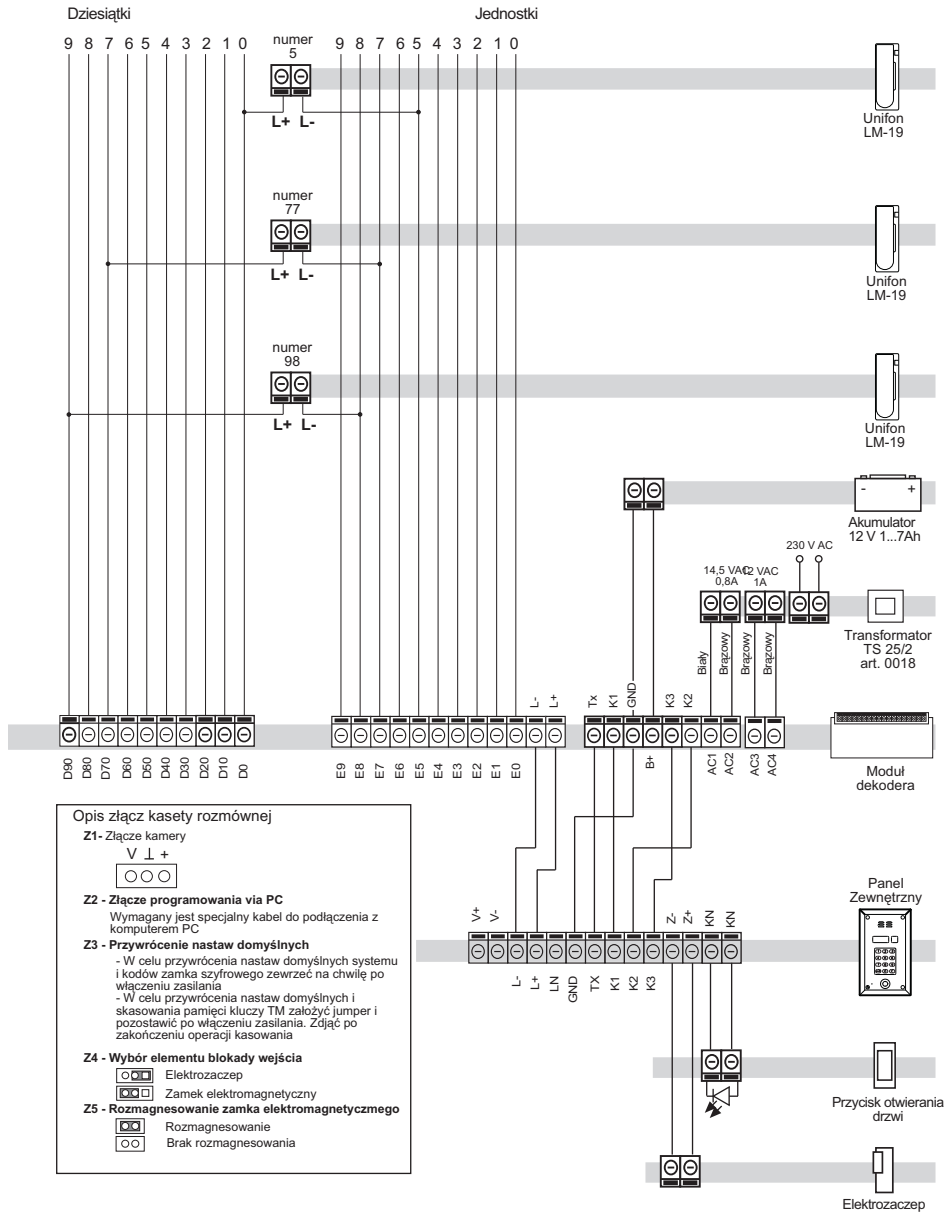 Dziesiątki
Jednostki
9 8 7 6 5 4 3 2 1 0
numer
5
9 8 7 6 5 4 3 2 1 0
L+ L-
Unifon
LM-19
numer
77
L+ L-
Unifon
LM-19
numer
98
L+ L-
Unifon
LM-19
- +
Akumulator
12 V 1...7Ah
230 V AC
14,5 VAC
0,8A
12 VAC
1A
Transformator
TS 25/2
art. 0018
Biały
Brązowy
Brązowy
Brązowy
L-
L+
Tx
K1
GND
K3
K2
D90
D80
D70
D60
D50
D40
D30
D20
D10
D0
E9
E8
E7
E6
E5
E4
E3
E2
E1
E0
B+
AC1
AC2
AC3
AC4
Moduł
dekodera
Opis złącz kasety rozmównej
Z1- Złącze kamery
V ⊥ +
Z2 - Złącze programowania via PC
Wymagany jest specjalny kabel do podłączenia z
komputerem PC
Z3 - Przywrócenie nastaw domyślnych
- W celu przywrócenia nastaw domyślnych systemu
i kodów zamka szyfrowego zewrzeć na chwilę po
włączeniu zasilania
- W celu przywrócenia nastaw domyślnych i
skasowania pamięci kluczy TM założyć jumper i
pozostawić po włączeniu zasilania. Zdjąć po
zakończeniu operacji kasowania
Z4 - Wybór elementu blokady wejścia
Elektrozaczep
Zamek elektromagnetyczny
Z5 - Rozmagnesowanie zamka elektromagnetyczmego
Rozmagnesowanie
Brak rozmagnesowania
V+
V-
Z-
Z+
KN
KN
L-
L+
LN
GND
TX
K1
K2
K3
Panel
Zewnętrzny
Przycisk otwierania
drzwi
Elektrozaczep